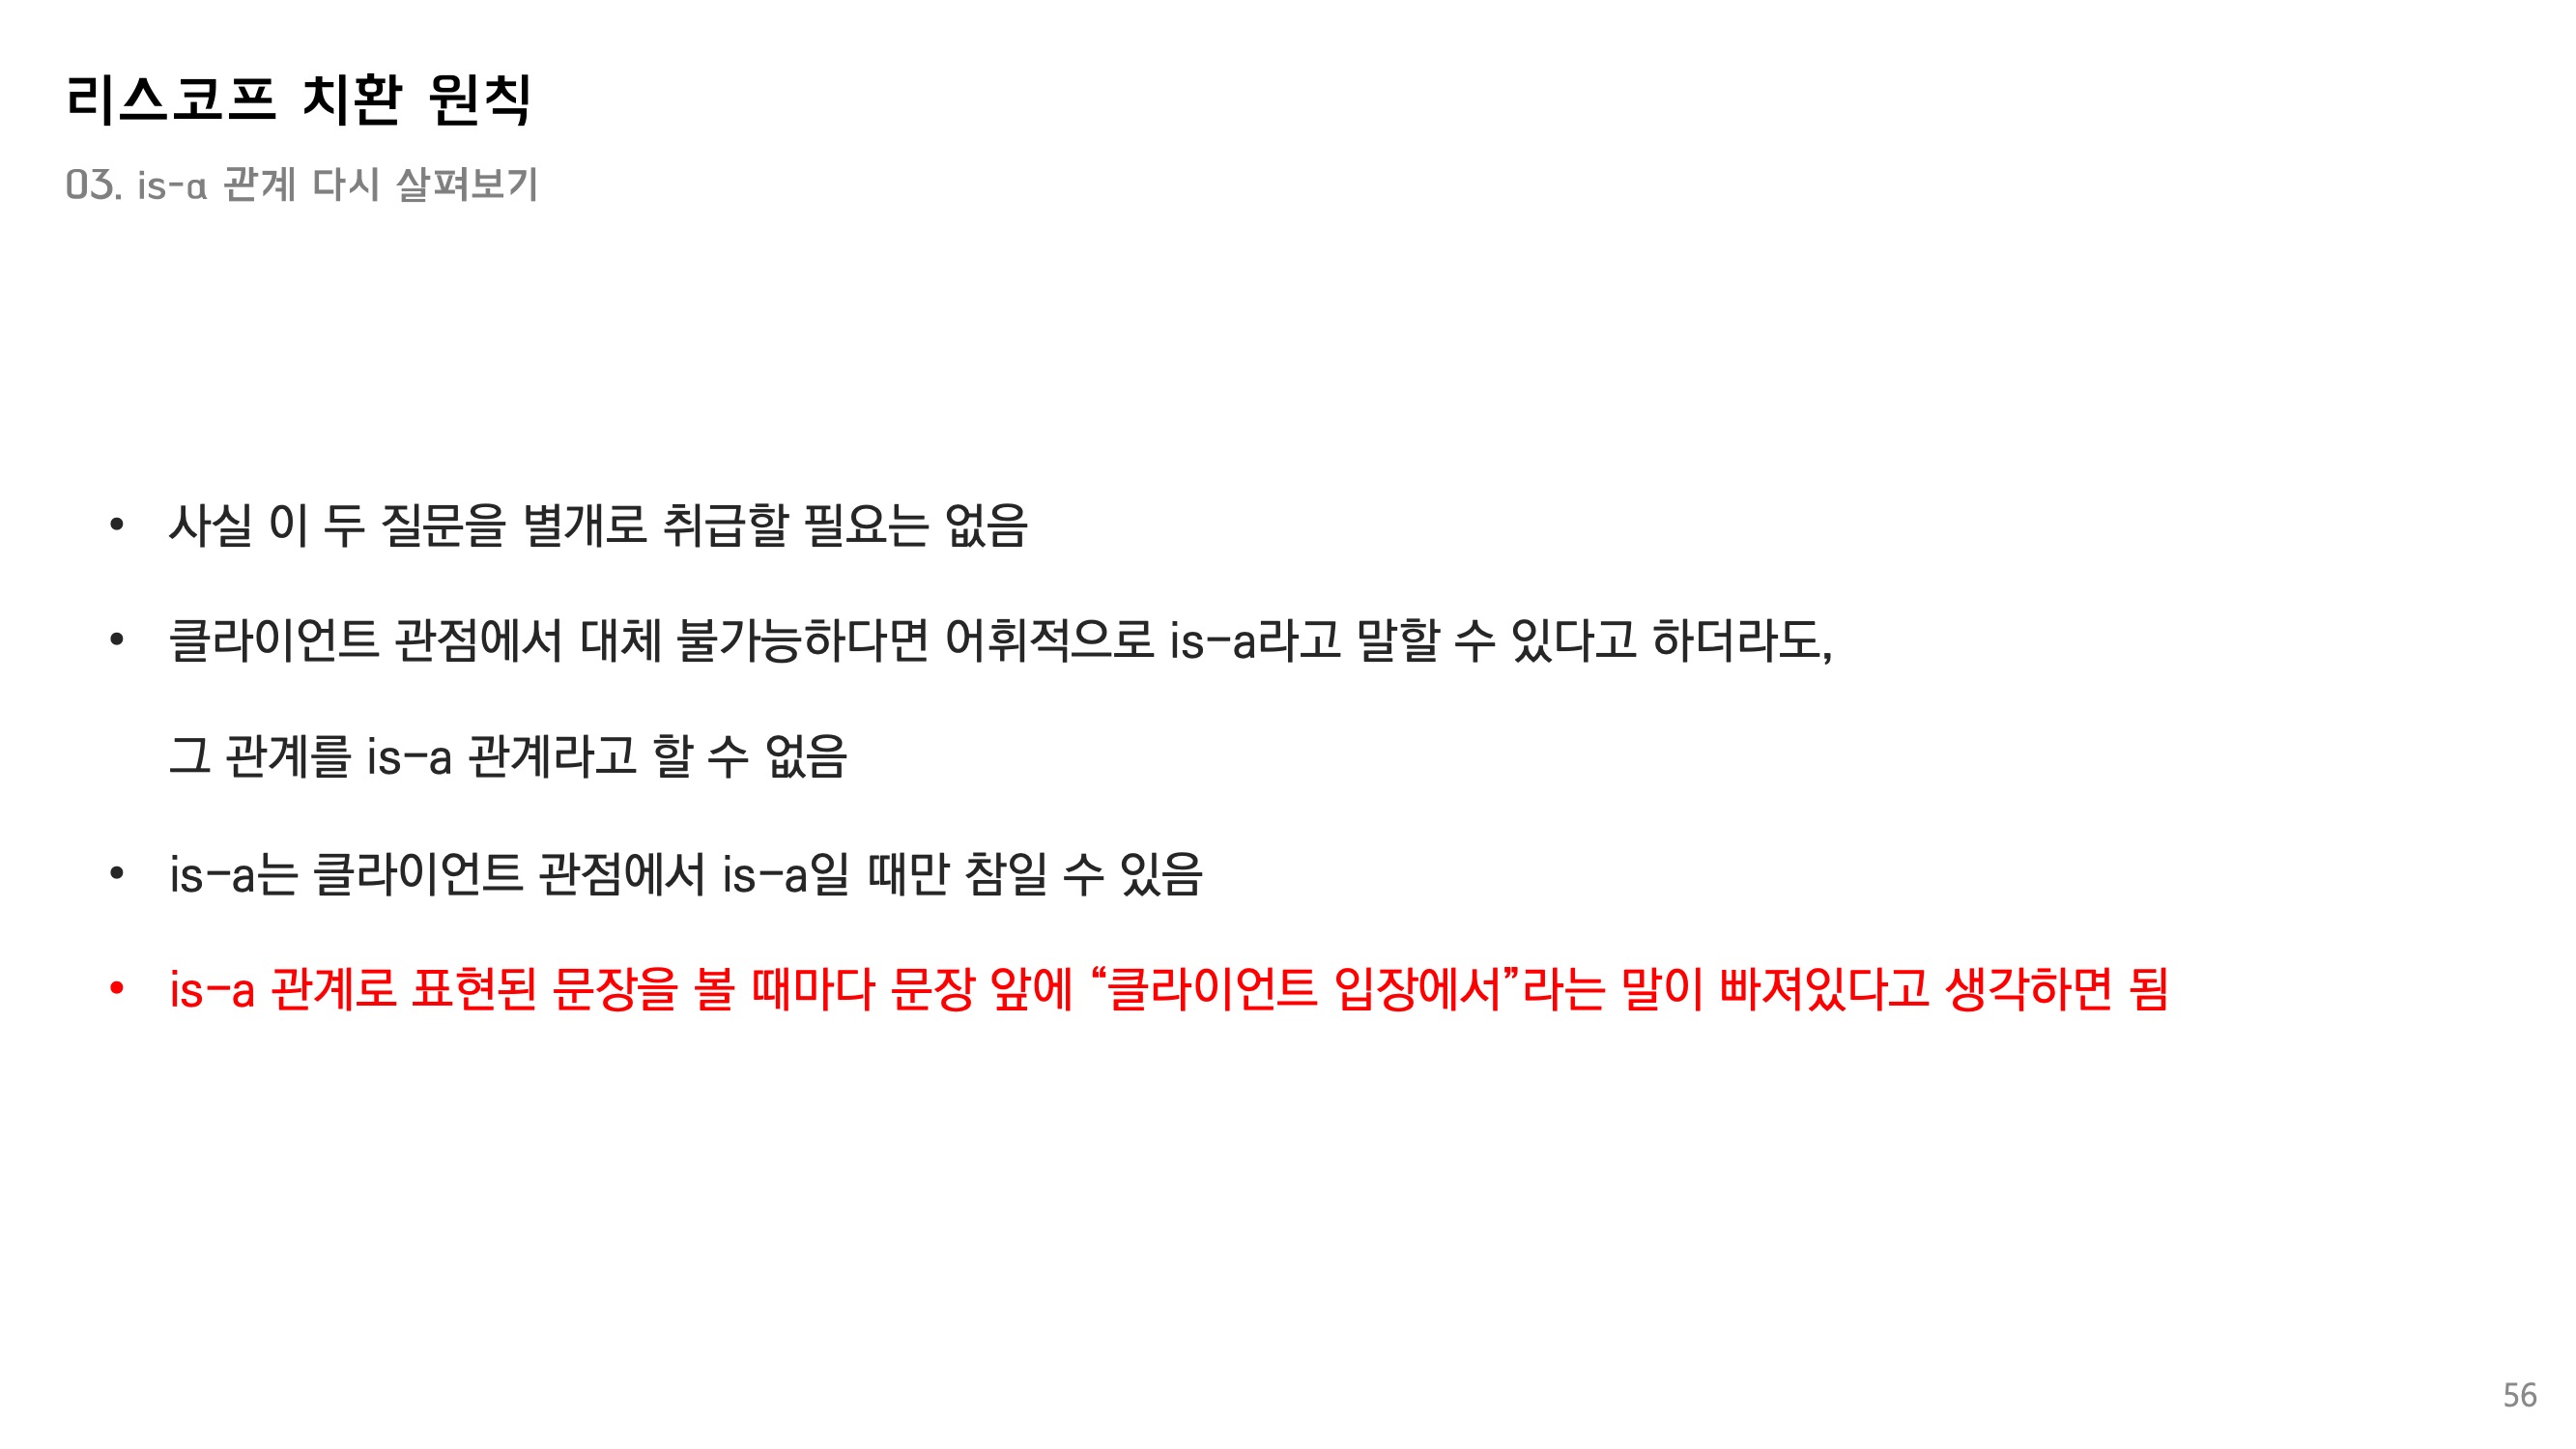 리스코프 치환 원칙
03. is-a 관계 다시 살펴보기
• 사실 이 두 질문을 별개로 취급할 필요는 없음
• 클라이언트 관점에서 대체 불가능하다면 어휘적으로 is-a라고 말할 수 있다고 하더라도,
그 관계를 is-a 관계라고 할 수 없음
• is-a는 클라이언트 관점에서 is-a일 때만 참일 수 있음
• is-a 관계로 표현된 문장을 볼 때마다 문장 앞에 “클라이언트 입장에서”라는 말이 빠져있다고 생각하면 됨
56